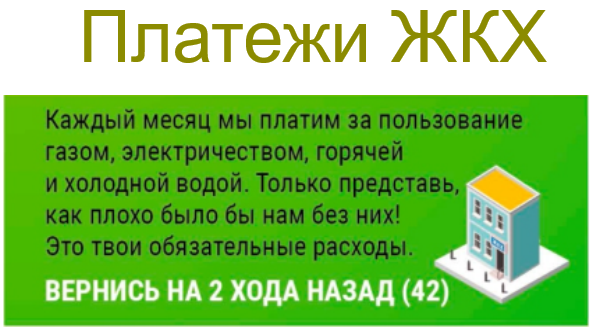 Платежи ЖКХ
Каждый месяц мы платим за пользование
газом, электричеством, горячей
и холодной водой. Только представь,
как плохо было бы нам без них!
Это твои обязательные расходы.
ВЕРНИСЬ НА 2 ХОДА НАЗАД (42)